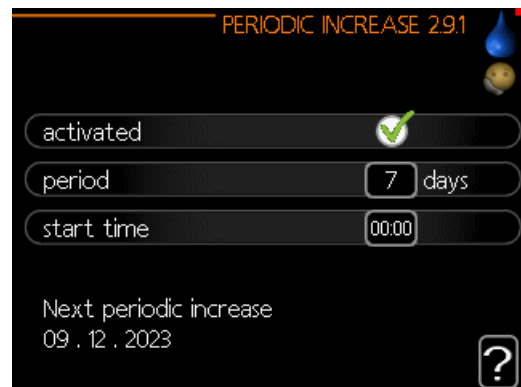 PERIODIC INCREASE 2.9.1
activated
period 7 days
start time 00:00
Next periodic increase
09 . 12 . 2023
?